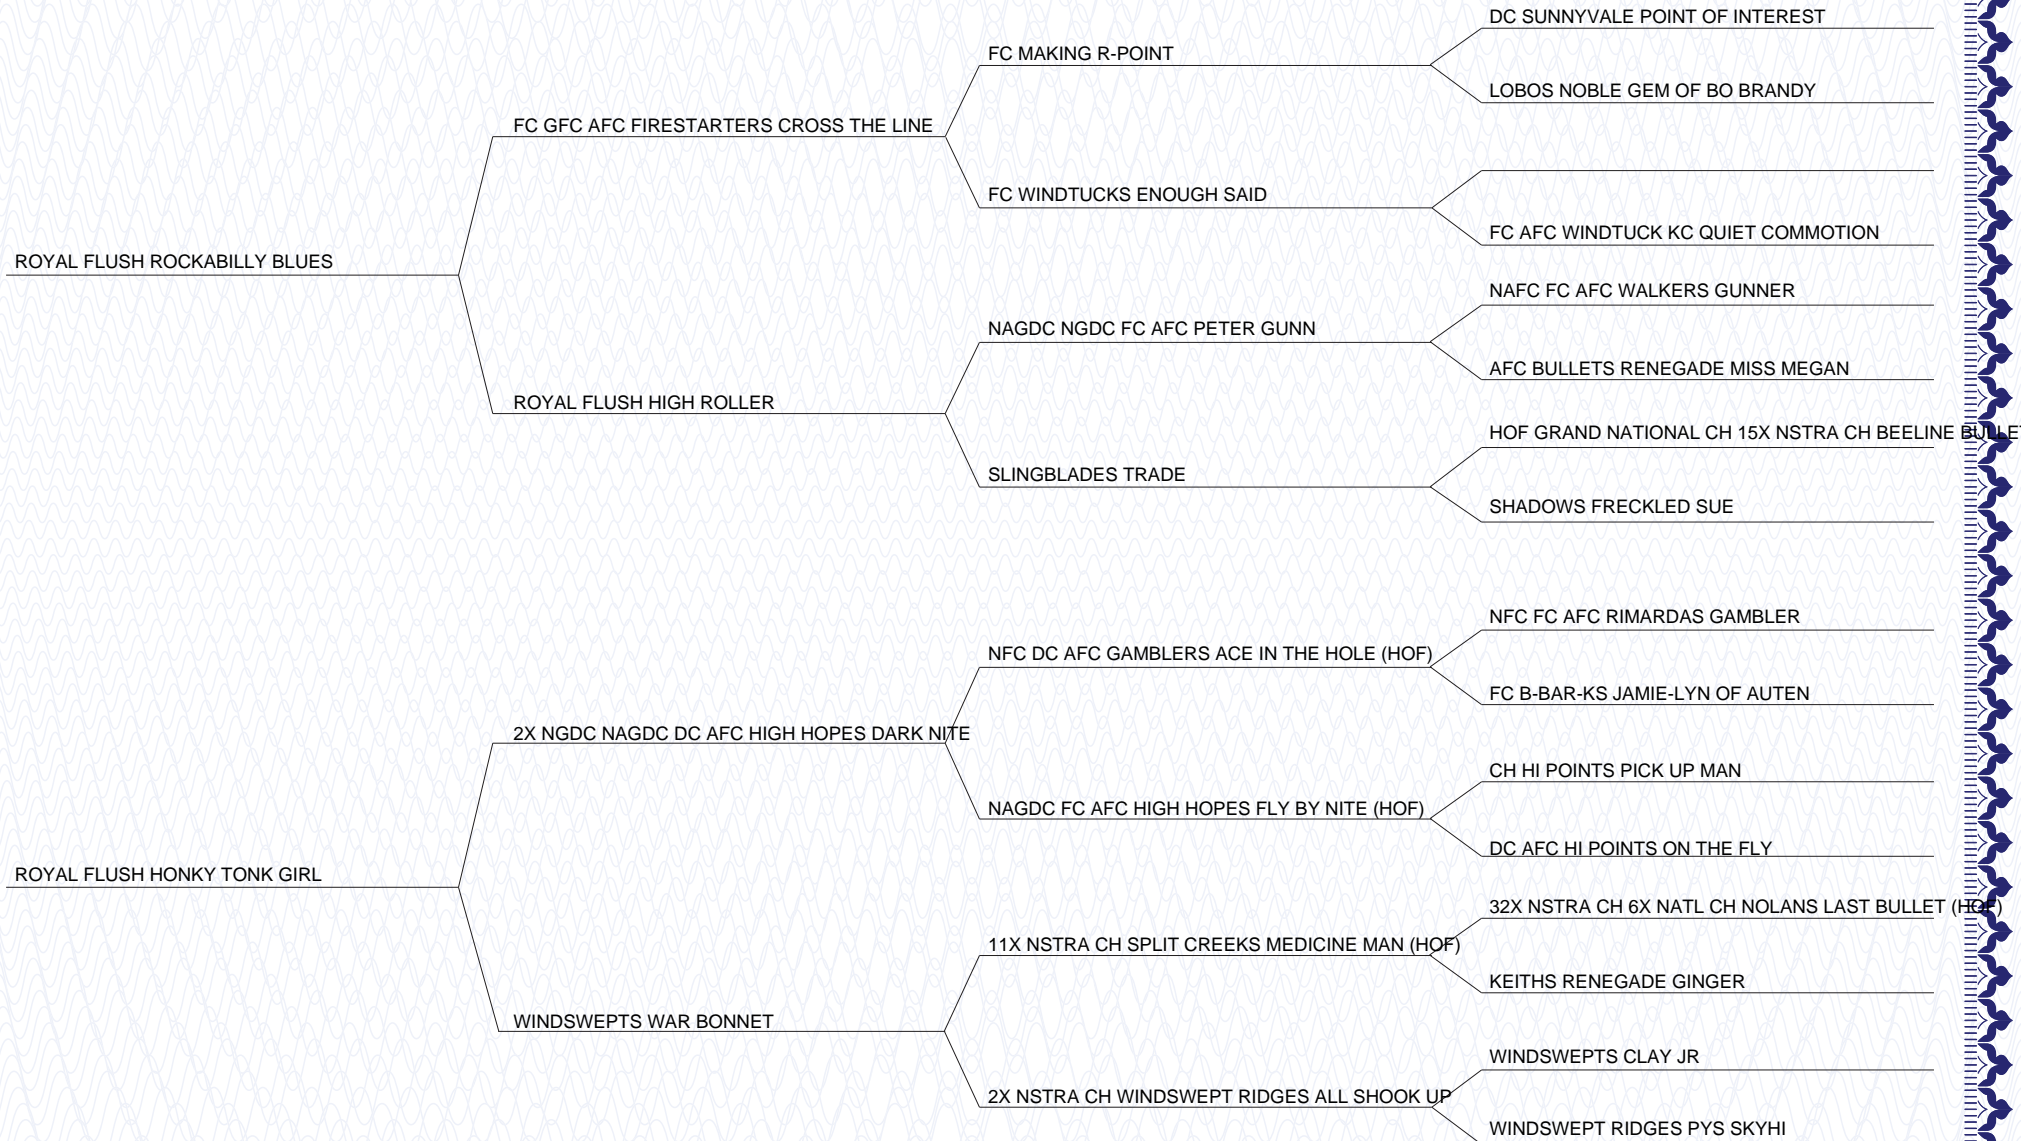 DC SUNNYVALE POINT OF INTEREST
FC MAKING R-POINT
LOBOS NOBLE GEM OF BO BRANDY
FC GFC AFC FIRESTARTERS CROSS THE LINE
FC WINDTUCKS ENOUGH SAID
FC AFC WINDTUCK KC QUIET COMMOTION
ROYAL FLUSH ROCKABILLY BLUES
NAFC FC AFC WALKERS GUNNER
NAGDC NGDC FC AFC PETER GUNN
AFC BULLETS RENEGADE MISS MEGAN
ROYAL FLUSH HIGH ROLLER
HOF GRAND NATIONAL CH 15X NSTRA CH BEELINE BULLET
SLINGBLADES TRADE
SHADOWS FRECKLED SUE
NFC FC AFC RIMARDAS GAMBLER
NFC DC AFC GAMBLERS ACE IN THE HOLE (HOF)
FC B-BAR-KS JAMIE-LYN OF AUTEN
2X NGDC NAGDC DC AFC HIGH HOPES DARK NITE
CH HI POINTS PICK UP MAN
NAGDC FC AFC HIGH HOPES FLY BY NITE (HOF)
DC AFC HI POINTS ON THE FLY
ROYAL FLUSH HONKY TONK GIRL
32X NSTRA CH 6X NATL CH NOLANS LAST BULLET (HOF)
11X NSTRA CH SPLIT CREEKS MEDICINE MAN (HOF)
KEITHS RENEGADE GINGER
WINDSWEPTS WAR BONNET
WINDSWEPTS CLAY JR
2X NSTRA CH WINDSWEPT RIDGES ALL SHOOK UP
WINDSWEPT RIDGES PYS SKYHI